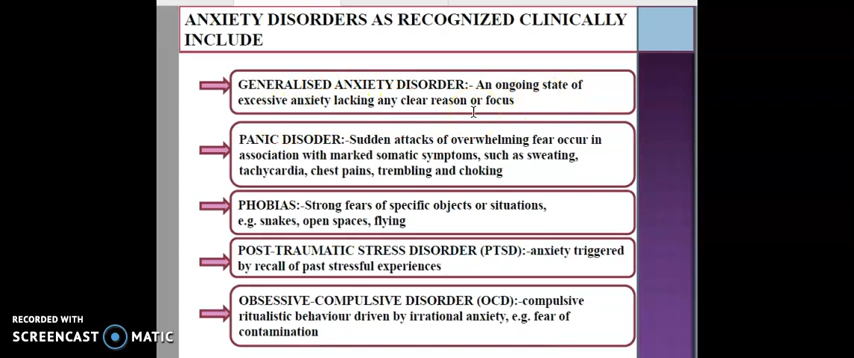 ANXIETY DISORDERS AS RECOGNIZED CLINICALLY
INCLUDE
GENERALISED ANXIETY DISORDER:- An ongoing state of
excessive anxiety lacking any clear reason or focus
PANIC DISODER:-Sudden attacks of overwhelming fear occur in
association with marked somatic symptoms, such as sweating,
tachycardia, chest pains, trembling and choking
PHOBIAS:-Strong fears of specific objects or situations,
e.g. snakes, open spaces, flying
POST-TRAUMATIC STRESS DISORDER (PTSD):-anxiety triggered
by recall of past stressful experiences
OBSESSIVE-COMPULSIVE DISORDER (OCD):-compulsive
ritualistic behaviour driven by irrational anxiety, e.g. fear of
contamination
RECORDED WITH
SCREENCAST MATIC